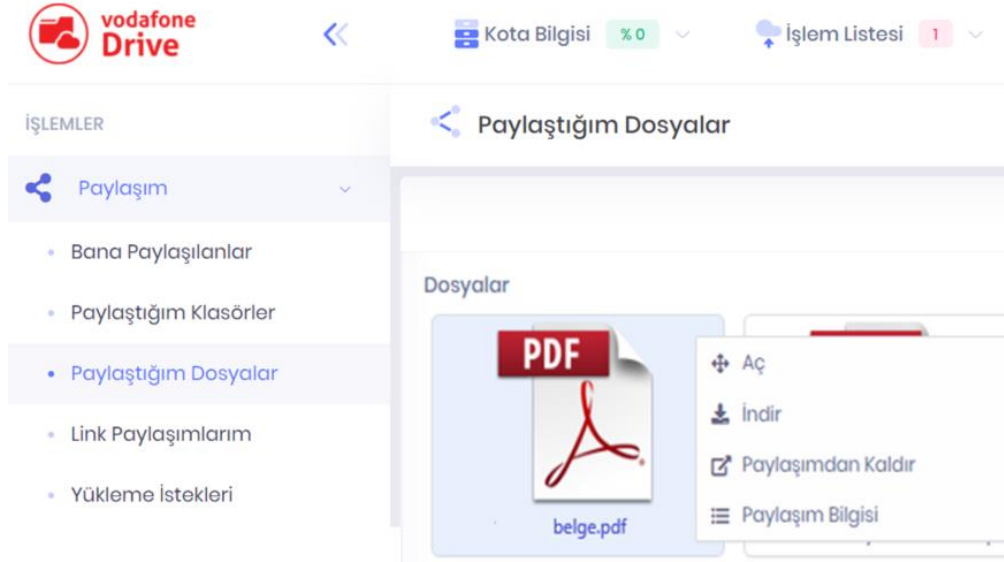 vodafone
Drive
Kota Bilgisi %0
İşlem Listesi 1
İŞLEMLER
Paylaştığım Dosyalar
Paylaşım
Bana Paylaşılanlar
Paylaştığım Klasörler
Paylaştığım Dosyalar
Link Paylaşımlarım
Yükleme İstekleri
Dosyalar
PDF
belge.pdf
Aç
İndir
Paylaşımdan Kaldır
Paylaşım Bilgisi